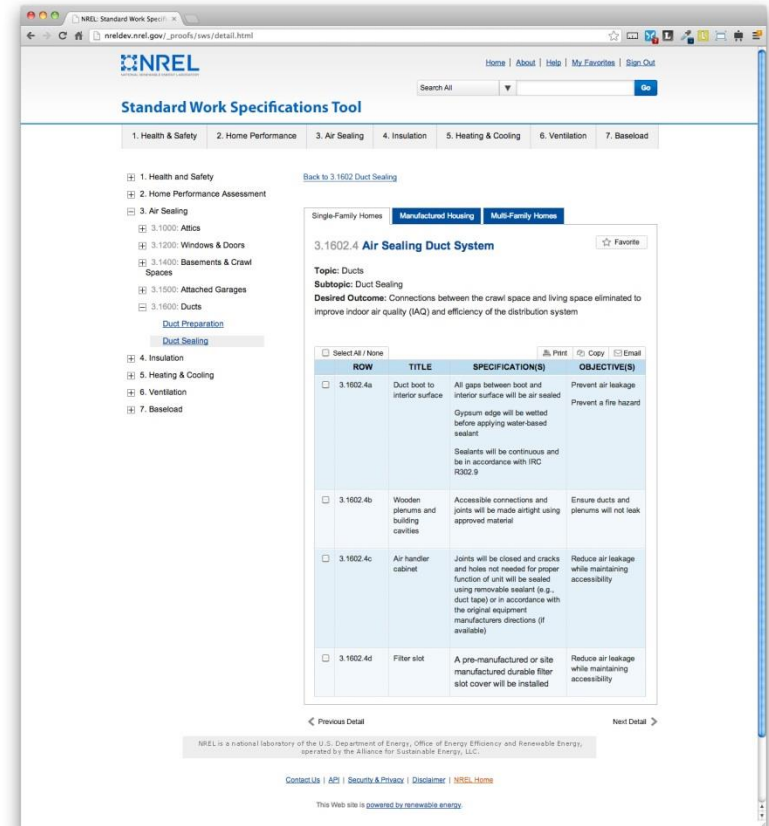 NREL: Standard Work Specifi
nreldev.nrel.gov/_proofs/sws/detail.html
NREL
NATIONAL RENEWABLE ENERGY LABORATORY
Home | About | Help | My Favorites | Sign Out
Search All ▼ Go
Standard Work Specifications Tool
1. Health & Safety 2. Home Performance 3. Air Sealing 4. Insulation 5. Heating & Cooling 6. Ventilation 7. Baseload
1. Health and Safety
2. Home Performance Assessment
3. Air Sealing
3.1000: Attics
3.1200: Windows & Doors
3.1400: Basements & Crawl
Spaces
3.1500: Attached Garages
3.1600: Ducts
Duct Preparation
Duct Sealing
4. Insulation
5. Heating & Cooling
6. Ventilation
7. Baseload
Back to 3.1602 Duct Sealing
Single-Family Homes Manufactured Housing Multi-Family Homes
3.1602.4 Air Sealing Duct System
Favorite
Topic: Ducts
Subtopic: Duct Sealing
Desired Outcome: Connections between the crawl space and living space eliminated to
improve indoor air quality (IAQ) and efficiency of the distribution system
Select All / None Print Copy Email
ROW TITLE SPECIFICATION(S) OBJECTIVE(S)
3.1602.4a
Duct boot to
interior surface
All gaps between boot and
interior surface will be air sealed
Gypsum edge will be wetted
before applying water-based
sealant
Sealants will be continuous and
be in accordance with IRC
R302.9
Prevent air leakage
Prevent a fire hazard
3.1602.4b
Wooden
plenums and
building
cavities
Accessible connections and
joints will be made airtight using
approved material
Ensure ducts and
plenums will not leak
3.1602.4c
Air handler
cabinet
Joints will be closed and cracks
and holes not needed for proper
function of unit will be sealed
using removable sealant (e.g.,
duct tape) or in accordance with
the original equipment
manufacturers directions (if
available)
Reduce air leakage
while maintaining
accessibility
3.1602.4d
Filter slot
A pre-manufactured or site
manufactured durable filter
slot cover will be installed
Reduce air leakage
while maintaining
accessibility
Previous Detail Next Detail
NREL is a national laboratory of the U.S. Department of Energy, Office of Energy Efficiency and Renewable Energy,
operated by the Alliance for Sustainable Energy, LLC.
Contact Us | API | Security & Privacy | Disclaimer | NREL Home
This Web site is powered by renewable energy.